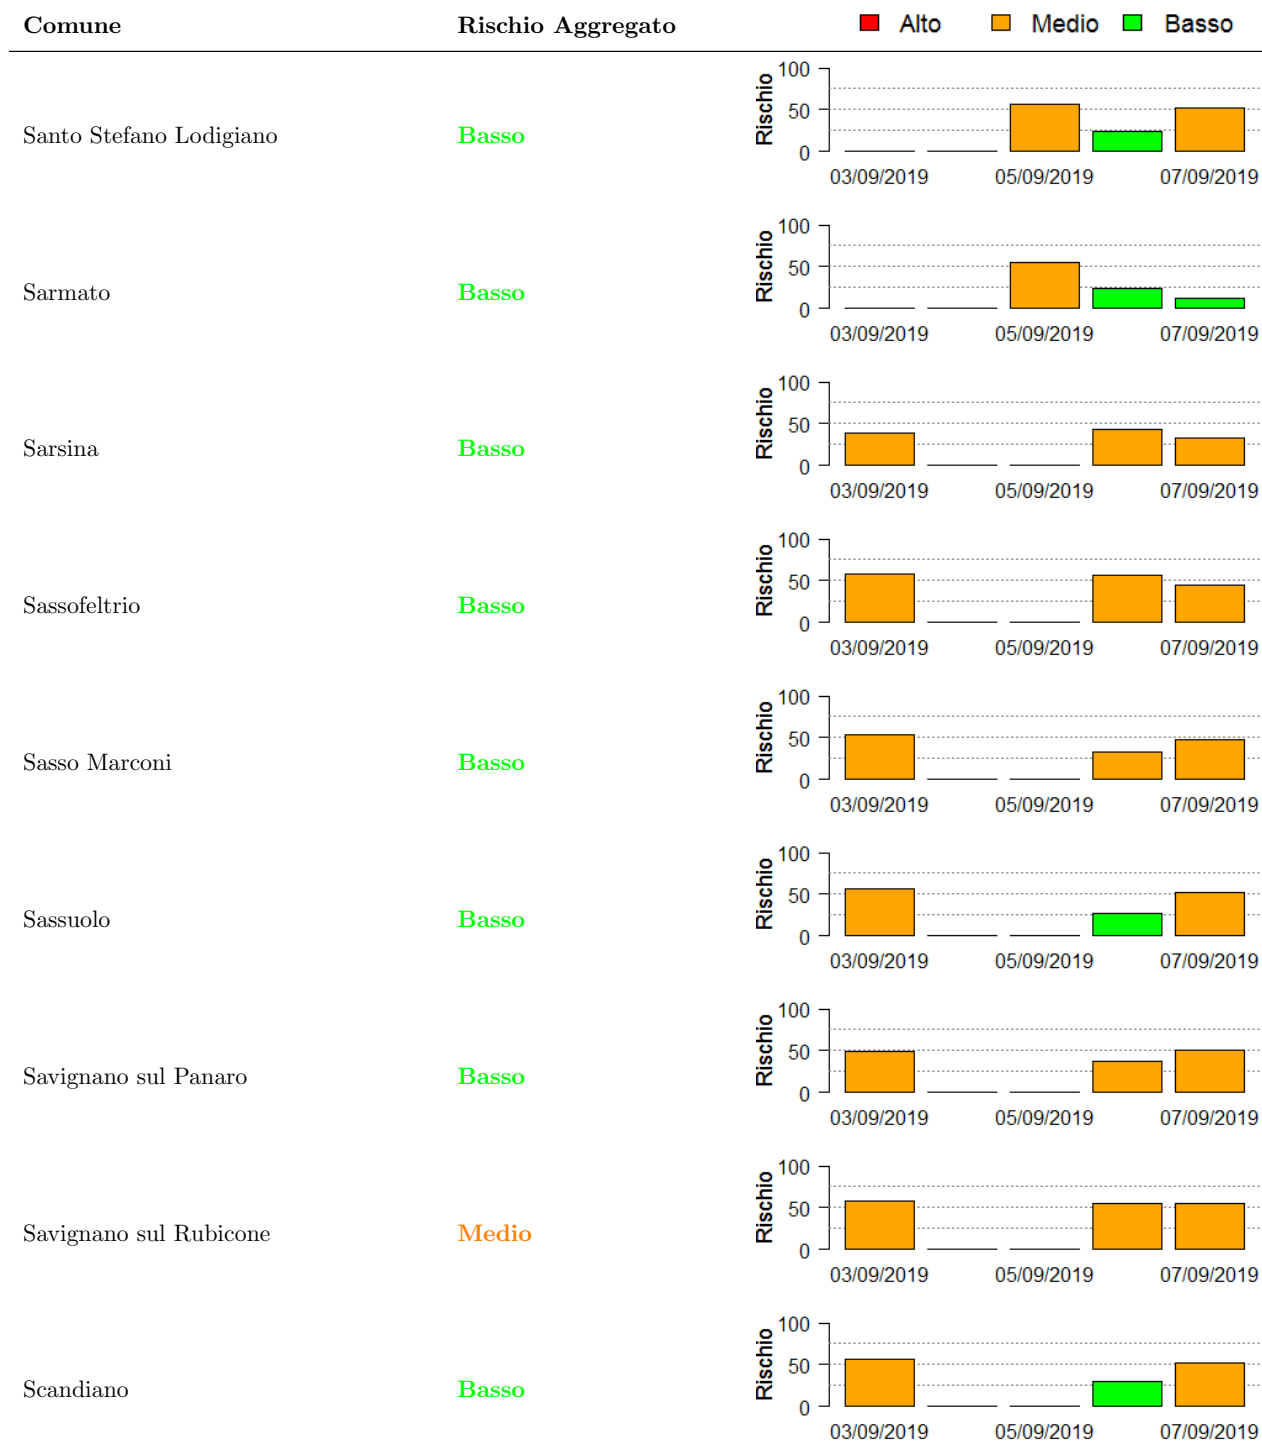 Comune Rischio Aggregato Alto Medio Basso
100
50
0
Rischio
Santo Stefano Lodigiano Basso
03/09/2019 05/09/2019 07/09/2019
100
50
0
Rischio
Sarmato Basso
03/09/2019 05/09/2019 07/09/2019
100
50
0
Rischio
Sarsina Basso
03/09/2019 05/09/2019 07/09/2019
100
50
0
Rischio
Sassofeltrio Basso
03/09/2019 05/09/2019 07/09/2019
100
50
0
Rischio
Sasso Marconi Basso
03/09/2019 05/09/2019 07/09/2019
100
50
0
Rischio
Sassuolo Basso
03/09/2019 05/09/2019 07/09/2019
100
50
0
Rischio
Savignano sul Panaro Basso
03/09/2019 05/09/2019 07/09/2019
100
50
0
Rischio
Savignano sul Rubicone Medio
03/09/2019 05/09/2019 07/09/2019
100
50
0
Rischio
Scandiano Basso
03/09/2019 05/09/2019 07/09/2019